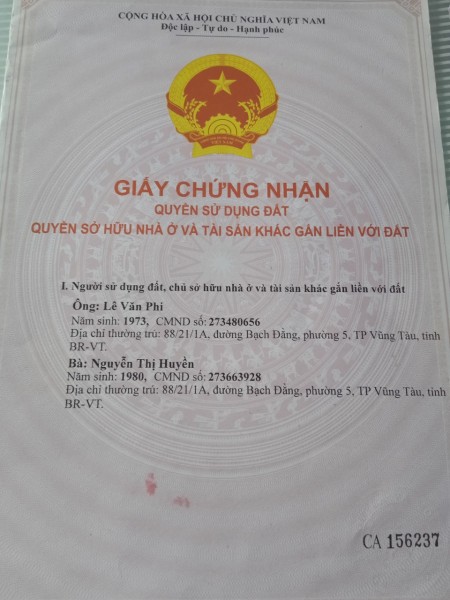 CỘNG HÒA XÃ HỘI CHỦ NGHĨA VIỆT NAM
Độc lập - Tự do - Hạnh phúc
VIỆT NAM
GIẤY CHỨNG NHẬN
QUYỀN SỬ DỤNG ĐẤT
QUYỀN SỞ HỮU NHÀ Ở VÀ TÀI SẢN KHÁC GẮN LIỀN VỚI ĐẤT
I. Người sử dụng đất, chủ sở hữu nhà ở và tài sản khác gắn liền với đất
Ông: Lê Văn Phi
Năm sinh: 1973, CMND số: 273480656
Địa chỉ thường trú: 88/21/1A, đường Bạch Đằng, phường 5, TP Vũng Tàu, tỉnh
BR-VT.
Bà: Nguyễn Thị Huyền
Năm sinh: 1980, CMND số: 273663928
Địa chỉ thường trú: 88/21/1A, đường Bạch Đằng, phường 5, TP Vũng Tàu, tỉnh
BR-VT.
CA 156237